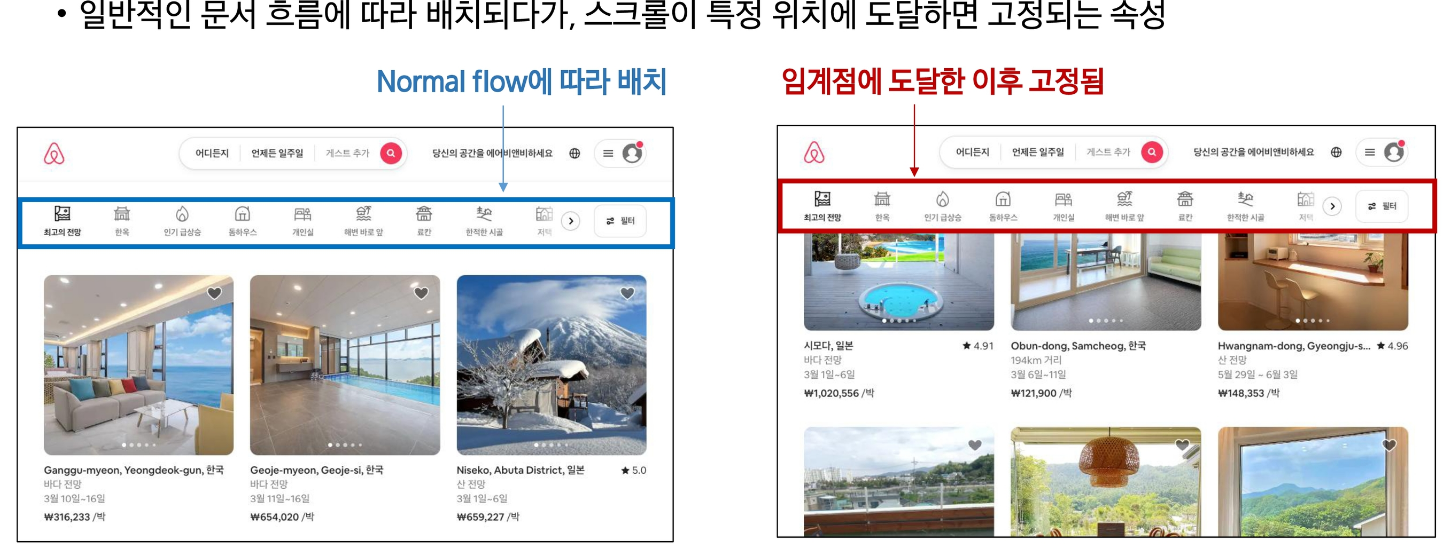 • 일반적인 문서 흐름에 따라 배치되다가, 스크롤이 특정 위치에 도달하면 고정되는 속성
Normal flow에 따라 배치
어디든지 언제든 일주일 게스트 추가 당신의 공간을 에어비앤비하세요
최고의 전망 한옥 인기 급상승 돔하우스 개인실 해변 바로 앞 료칸 한적한 시골 저택 필터
Ganggu-myeon, Yeongdeok-gun, 한국
바다 전망
3월 10일~16일
₩316,233 /박
Geoje-myeon, Geoje-si, 한국
바다 전망
3월 11일~16일
₩654,020 /박
Niseko, Abuta District, 일본 ★ 5.0
산 전망
3월 1일~6일
₩659,227 /박
임계점에 도달한 이후 고정됨
어디든지 언제든 일주일 게스트 추가 당신의 공간을 에어비앤비하세요
최고의 전망 한옥 인기 급상승 돔하우스 개인실 해변 바로 앞 료칸 한적한 시골 저택 필터
시모다, 일본 ★ 4.91
바다 전망
3월 1일~6일
₩1,020,556 /박
Obun-dong, Samcheog, 한국
194km 거리
3월 6일~11일
₩121,900 /박
Hwangnam-dong, Gyeongju-s... ★ 4.96
산 전망
5월 29일 ~ 6월 3일
₩148,353 /박